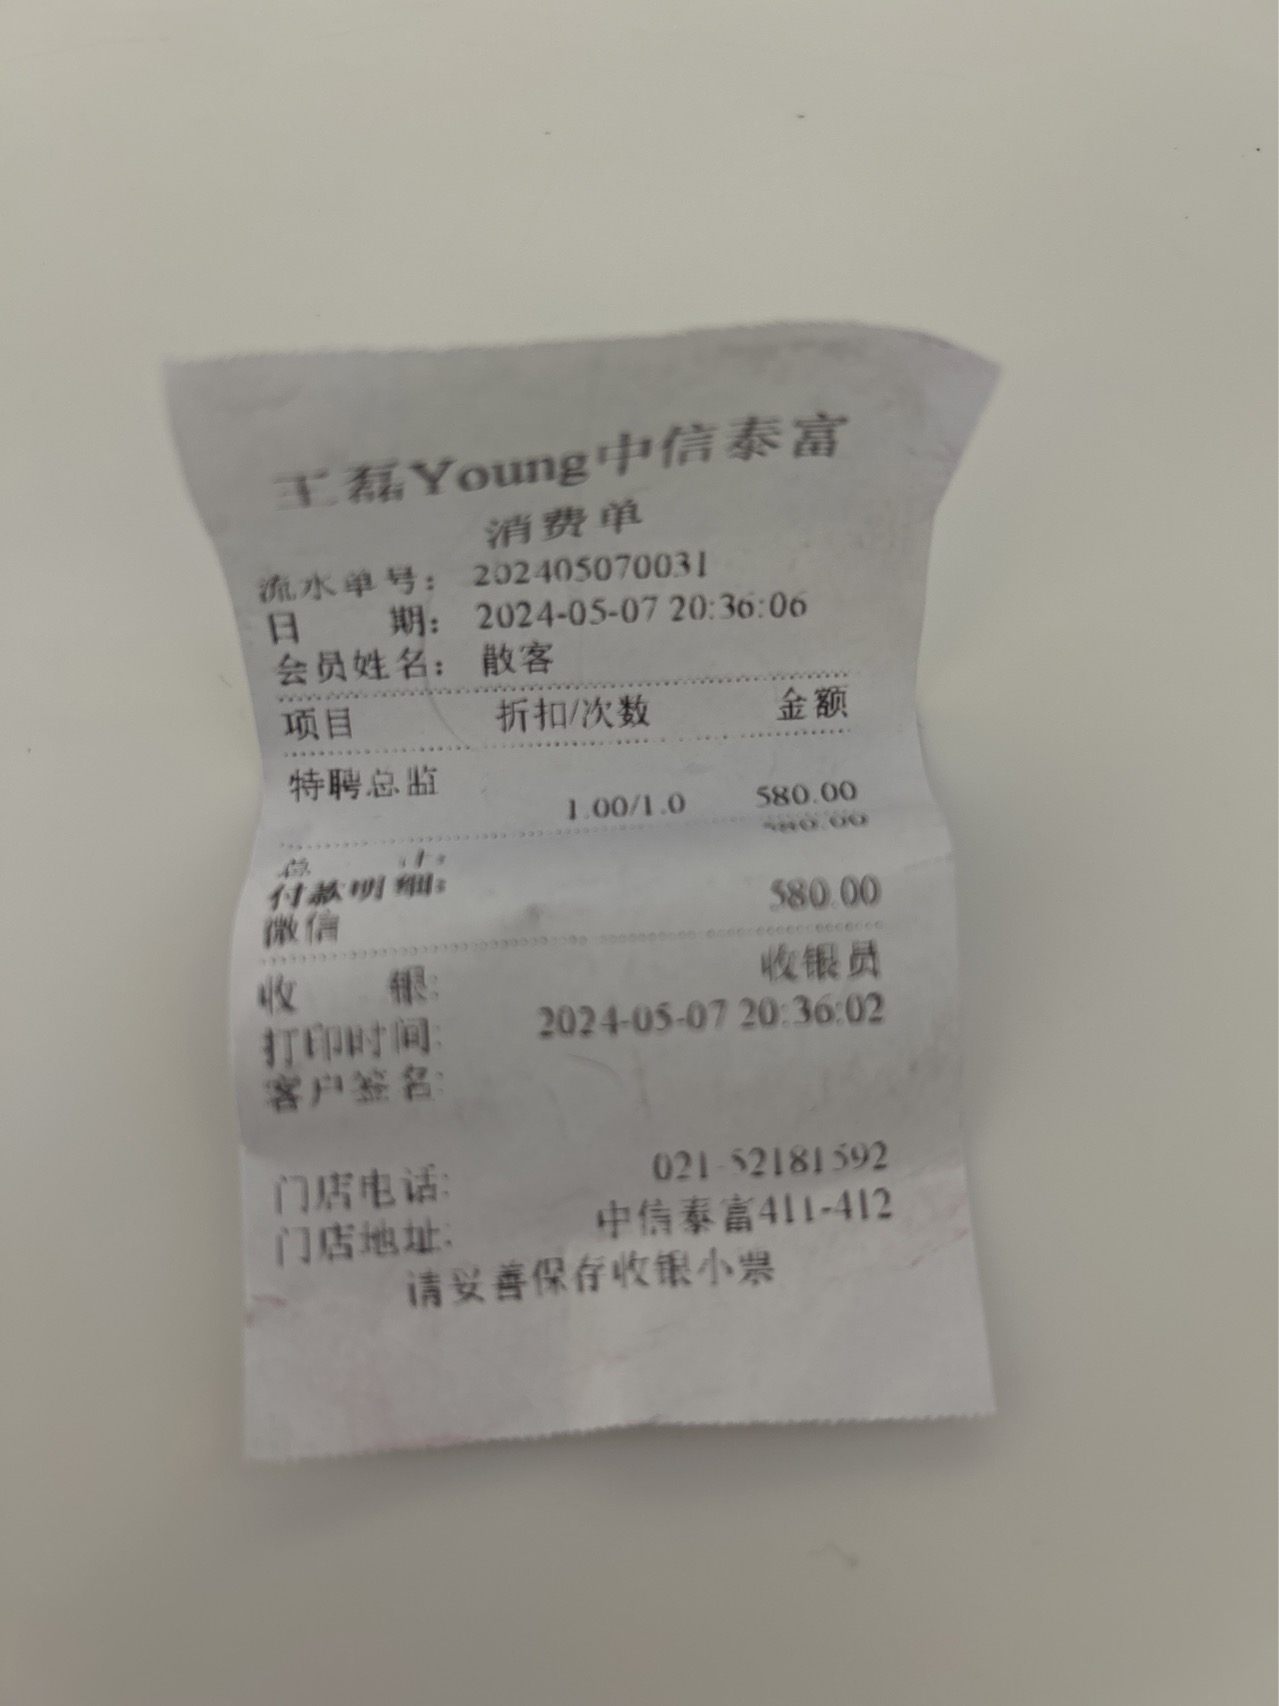 王磊Young中信泰富
消费单
流水单号： 202405070031
日 期： 2024-05-07 20:36:06
会员姓名： 散客
项目 折扣/次数 金额
特聘总监
1.00/1.0 580.00
总 计: 580.00
付款明细:
微信 580.00
收 银: 收银员
打印时间: 2024-05-07 20:36:02
客户签名:
门店电话: 021-52181592
门店地址: 中信泰富411-412
请妥善保存收银小票